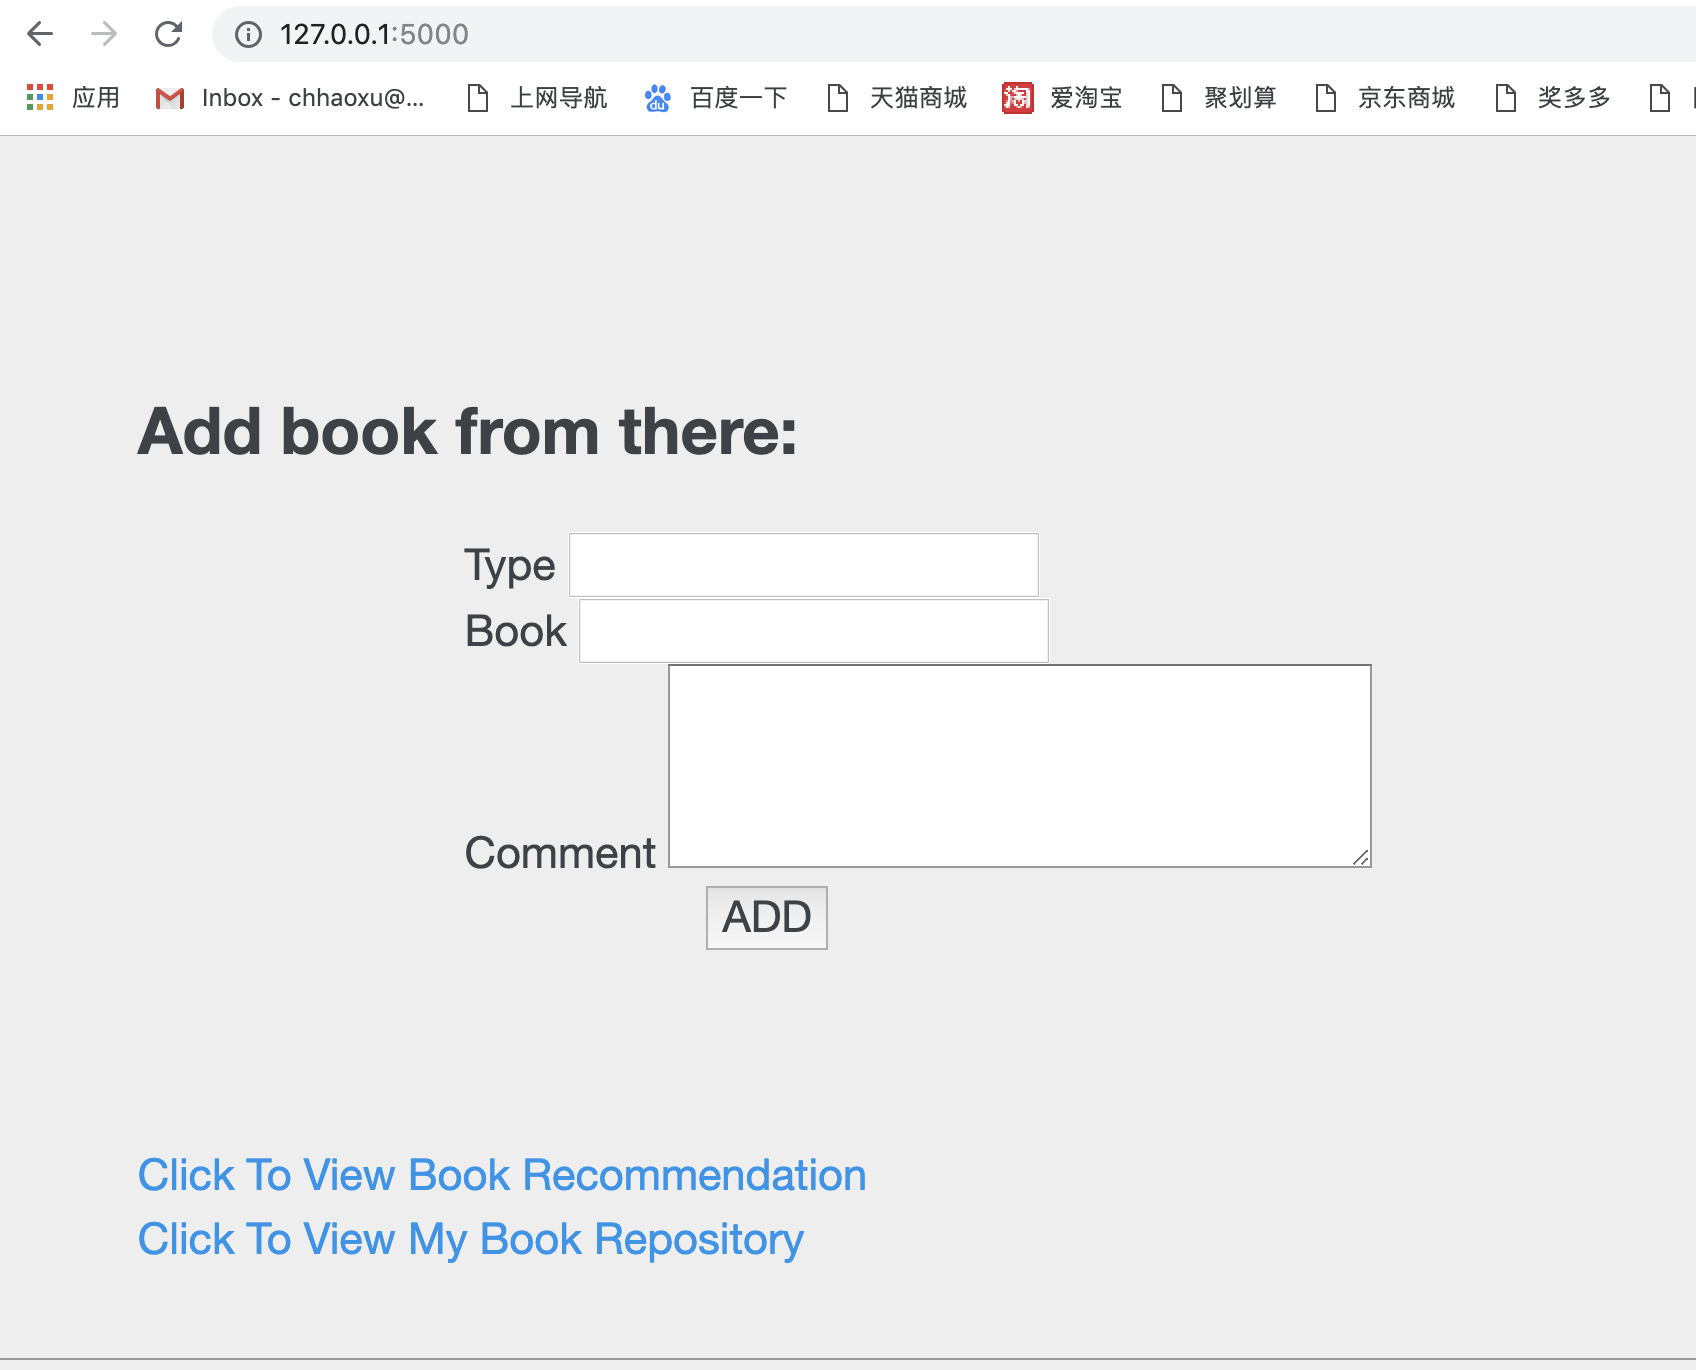 127.0.0.1:5000
应用 Inbox - chhaoxu@... 上网导航 百度一下 天猫商城 淘 爱淘宝 聚划算 京东商城 奖多多
Add book from there:
Type
Book
Comment
ADD
Click To View Book Recommendation
Click To View My Book Repository